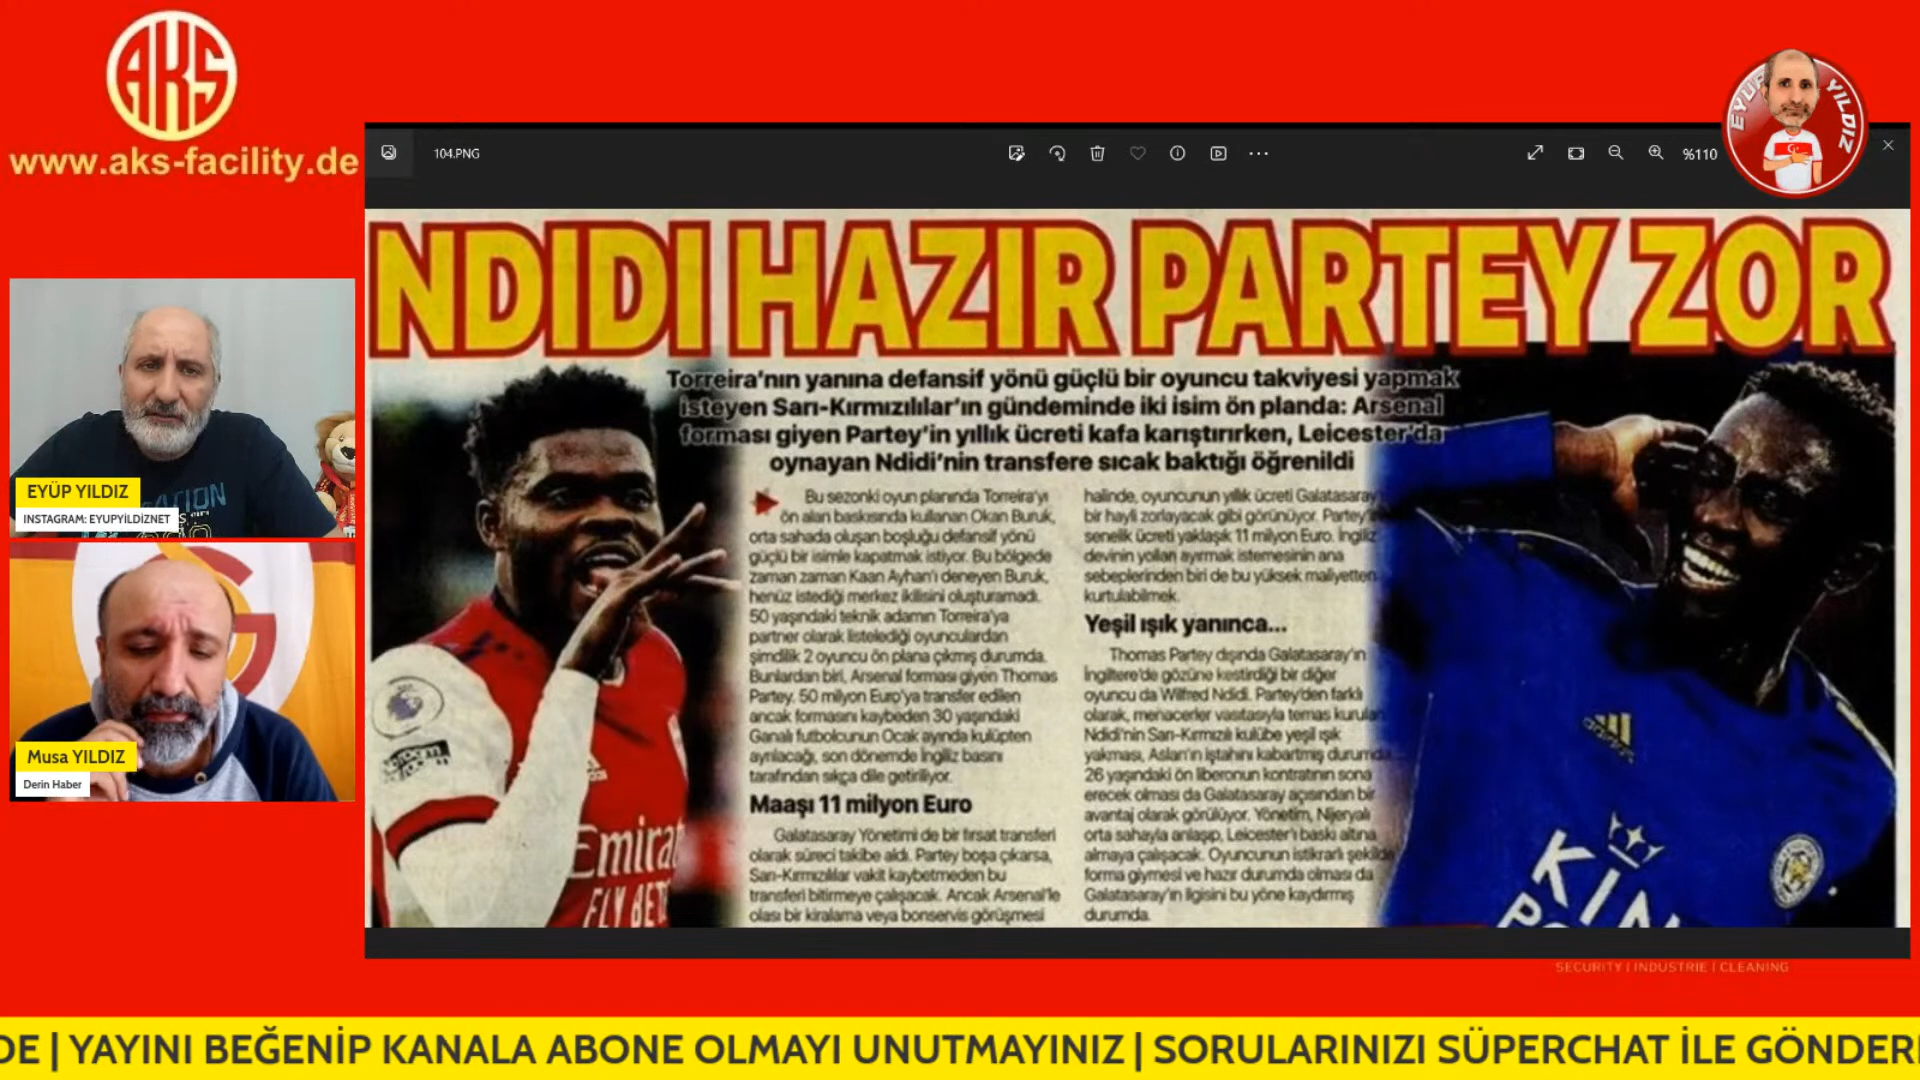 AKS
www.aks-facility.de
104.PNG
%110
EYÜP YILDIZ
NDIDI HAZIR PARTEY ZOR
Torreira'nın yanına defansif yönü güçlü bir oyuncu takviyesi yapmak
isteyen Sarı-Kırmızılılar'ın gündeminde iki isim ön planda: Arsenal
forması giyen Partey'in yıllık ücreti kafa karıştırırken, Leicester'da
oynayan Ndidi'nin transfere sıcak baktığı öğrenildi
Bu sezonki oyun planında Torreira'yı
ön alan baskısında kullanan Okan Buruk,
orta sahada oluşan boşluğu defansif yönü
güçlü bir isimle kapatmak istiyor. Bu bölgede
zaman zaman Kaan Ayhan'ı deneyen Buruk,
henüz istediği merkez ikilisini oluşturamadı.
50 yaşındaki teknik adamın Torreira'ya
partner olarak listelediği oyunculardan
şimdilik 2 oyuncu ön plana çıkmış durumda.
Bunlardan biri, Arsenal forması giyen Thomas
Partey. 50 milyon Euro'ya transfer edilen
ancak formasını kaybeden 30 yaşındaki
Ganalı futbolcunun Ocak ayında kulüpten
ayrılacağı, son dönemde İngiliz basını
tarafından sıkça dile getiriliyor.
Maaşı 11 milyon Euro
Galatasaray Yönetimi de bir fırsat transferi
olarak süreci takibe aldı. Partey boşa çıkarsa,
Sarı-Kırmızılılar vakit kaybetmeden bu
transferi bitirmeye çalışacak. Ancak Arsenal'le
olası bir kiralama veya bonservis görüşmesi
halinde, oyuncunun yıllık ücreti Galatasaray'ı
bir hayli zorlayacak gibi görünüyor. Partey'in
senelik ücreti yaklaşık 11 milyon Euro. İngiliz
devinin yolları ayırmak istemesinin ana
sebeplerinden biri de bu yüksek maliyetten
kurtulabilmek.
Yeşil ışık yanınca...
Thomas Partey dışında Galatasaray'ın
İngiltere'de gözüne kestirdiği bir diğer
oyuncu da Wilfred Ndidi. Partey'den farklı
olarak, menacerler vasıtasıyla temas kurulan
Ndidi'nin Sarı-Kırmızılı kulübe yeşil ışık
yakması, Aslan'ın iştahını kabartmış durumda.
26 yaşındaki ön liberonun kontratının sona
erecek olması da Galatasaray açısından bir
avantaj olarak görülüyor. Yönetim, Nijeryalı
orta sahayla anlaşıp, Leicester'ı baskı altına
almaya çalışacak. Oyuncunun istikrarlı şekilde
forma giymesi ve hazır durumda olması da
Galatasaray'ın ilgisini bu yöne kaydırmış
durumda.
Emirat
FLY BET
adidas
KIN
PO
EYÜP YILDIZ
INSTAGRAM: EYUPYILDIZNET
Musa YILDIZ
Derin Haber
SECURITY | INDUSTRIE | CLEANING
DE | YAYINI BEĞENİP KANALA ABONE OLMAYI UNUTMAYINIZ | SORULARINIZI SÜPERCHAT İLE GÖNDER